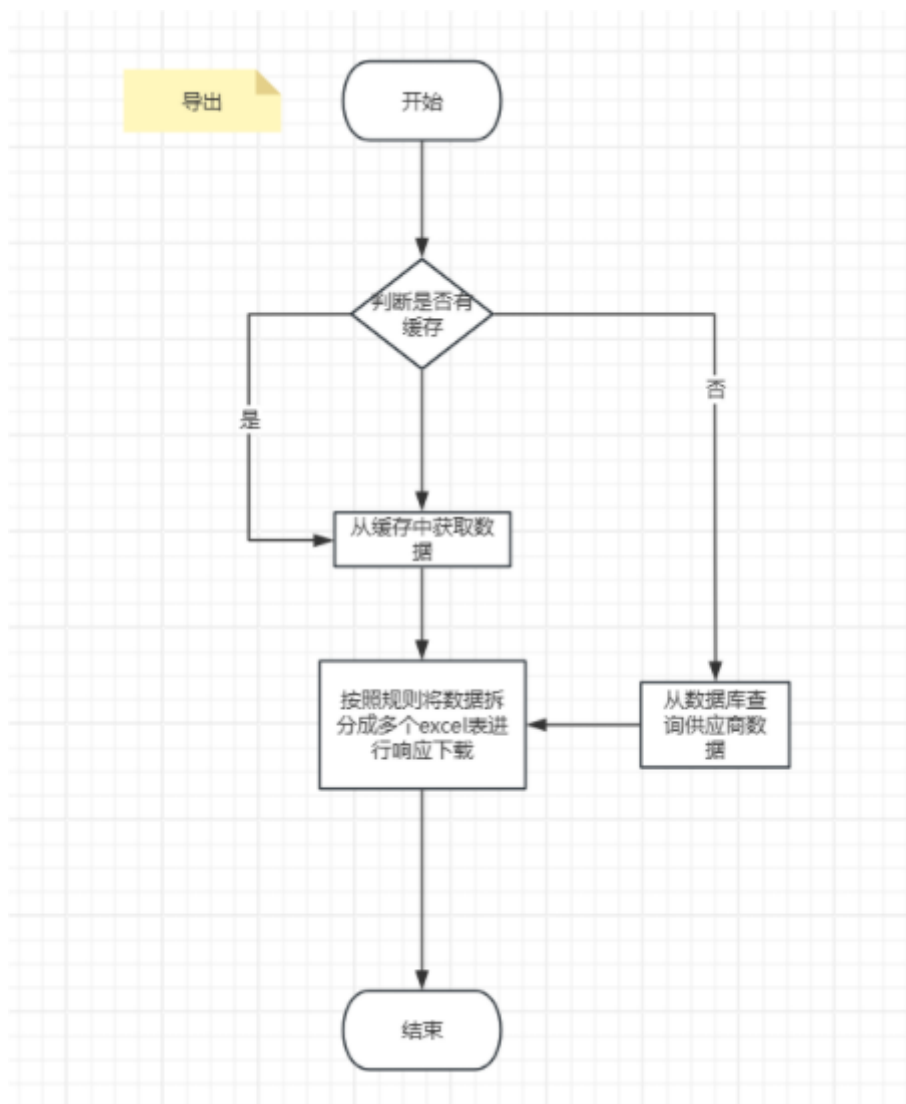 导出
开始
判断是否有
缓存
是
否
从缓存中获取数
据
按照规则将数据拆
分成多个excel表进
行响应下载
从数据库查
询供应商数
据
结束